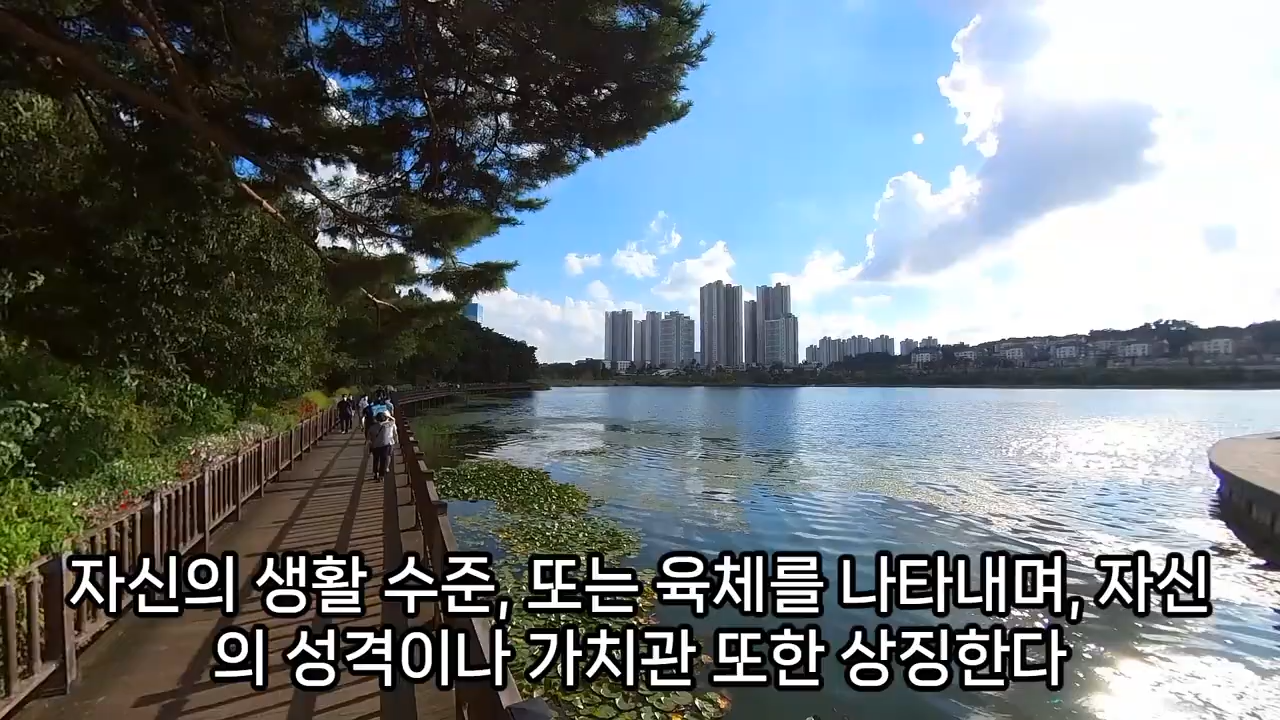 자신의 생활 수준, 또는 육체를 나타내며, 자신
의 성격이나 가치관 또한 상징한다